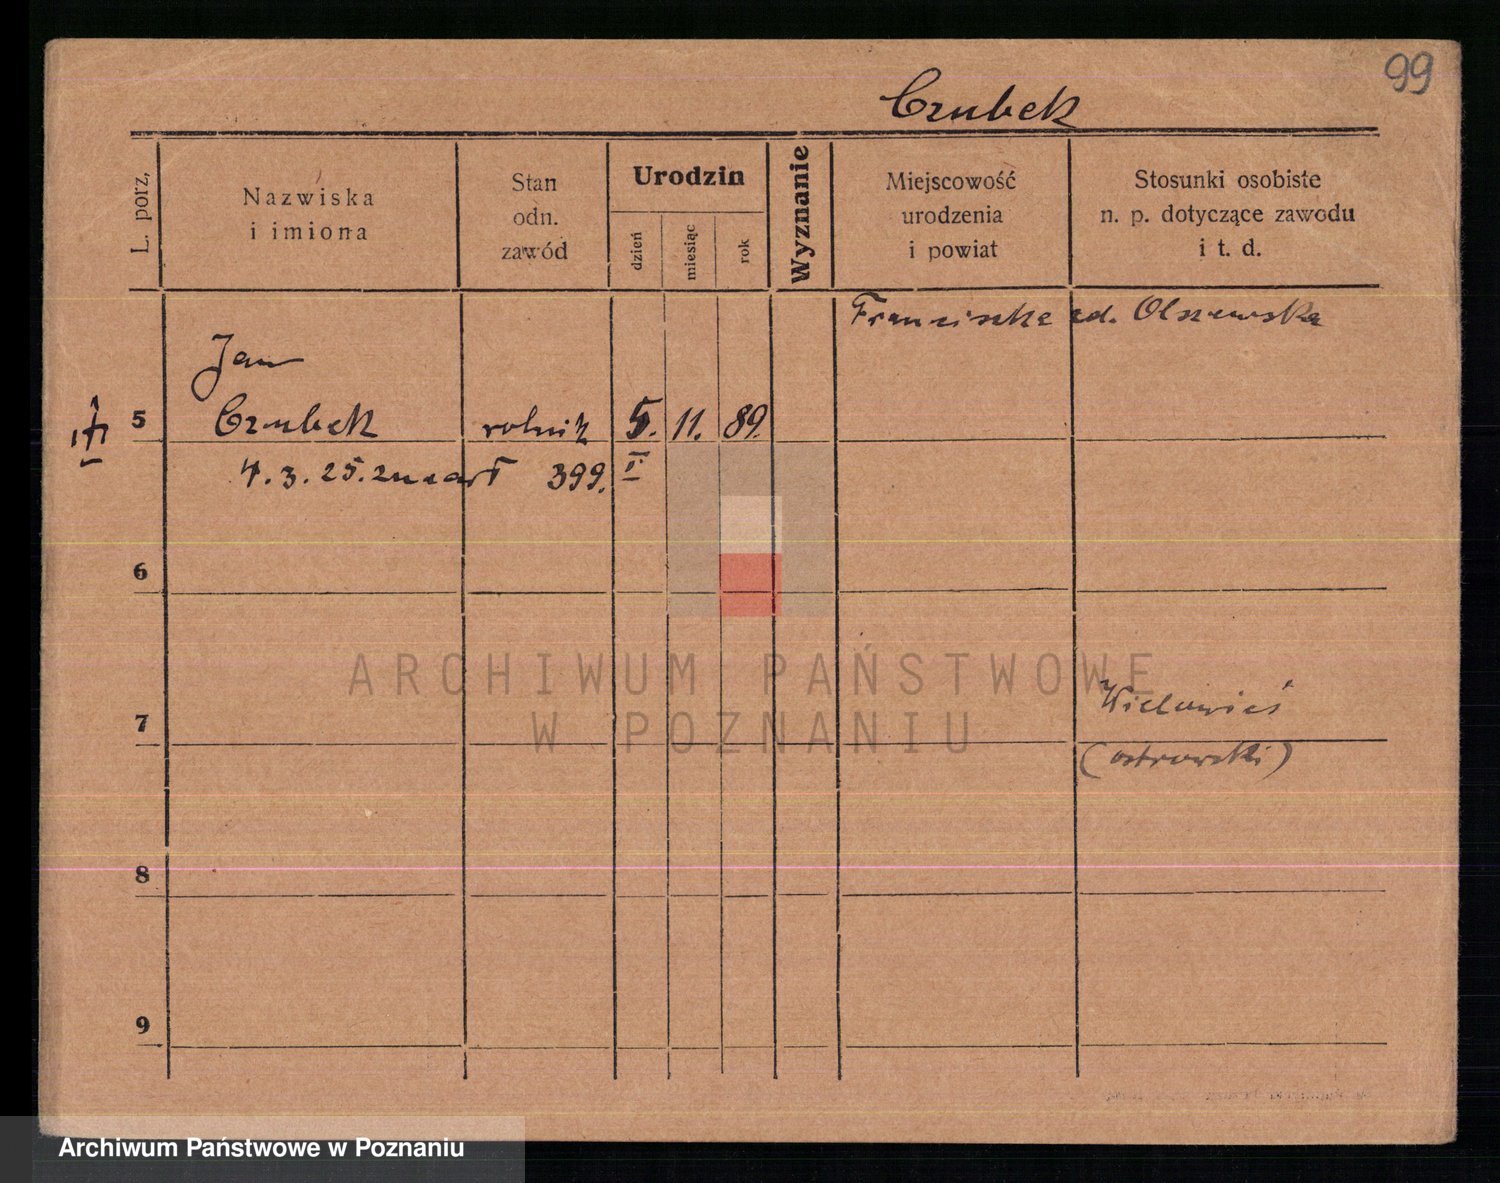 99
Czubek
L. porz,
Nazwiska
i imiona
Stan
odn.
zawód
Urodzin
dzień
miesiąc
rok
Wyznanie
Miejscowość
urodzenia
i powiat
Stosunki osobiste
n. p. dotyczące zawodu
i t. d.
Franciszka zd. Olszewska
Jan
5 Czubek rolnik 5. 11. 89.
4. 3. 25. zmarł 399. I
6
ARCHIWUM PAŃSTWOWE
W POZNANIU
Wielowieś
7
(ostrowski)
8
9
Archiwum Państwowe w Poznaniu